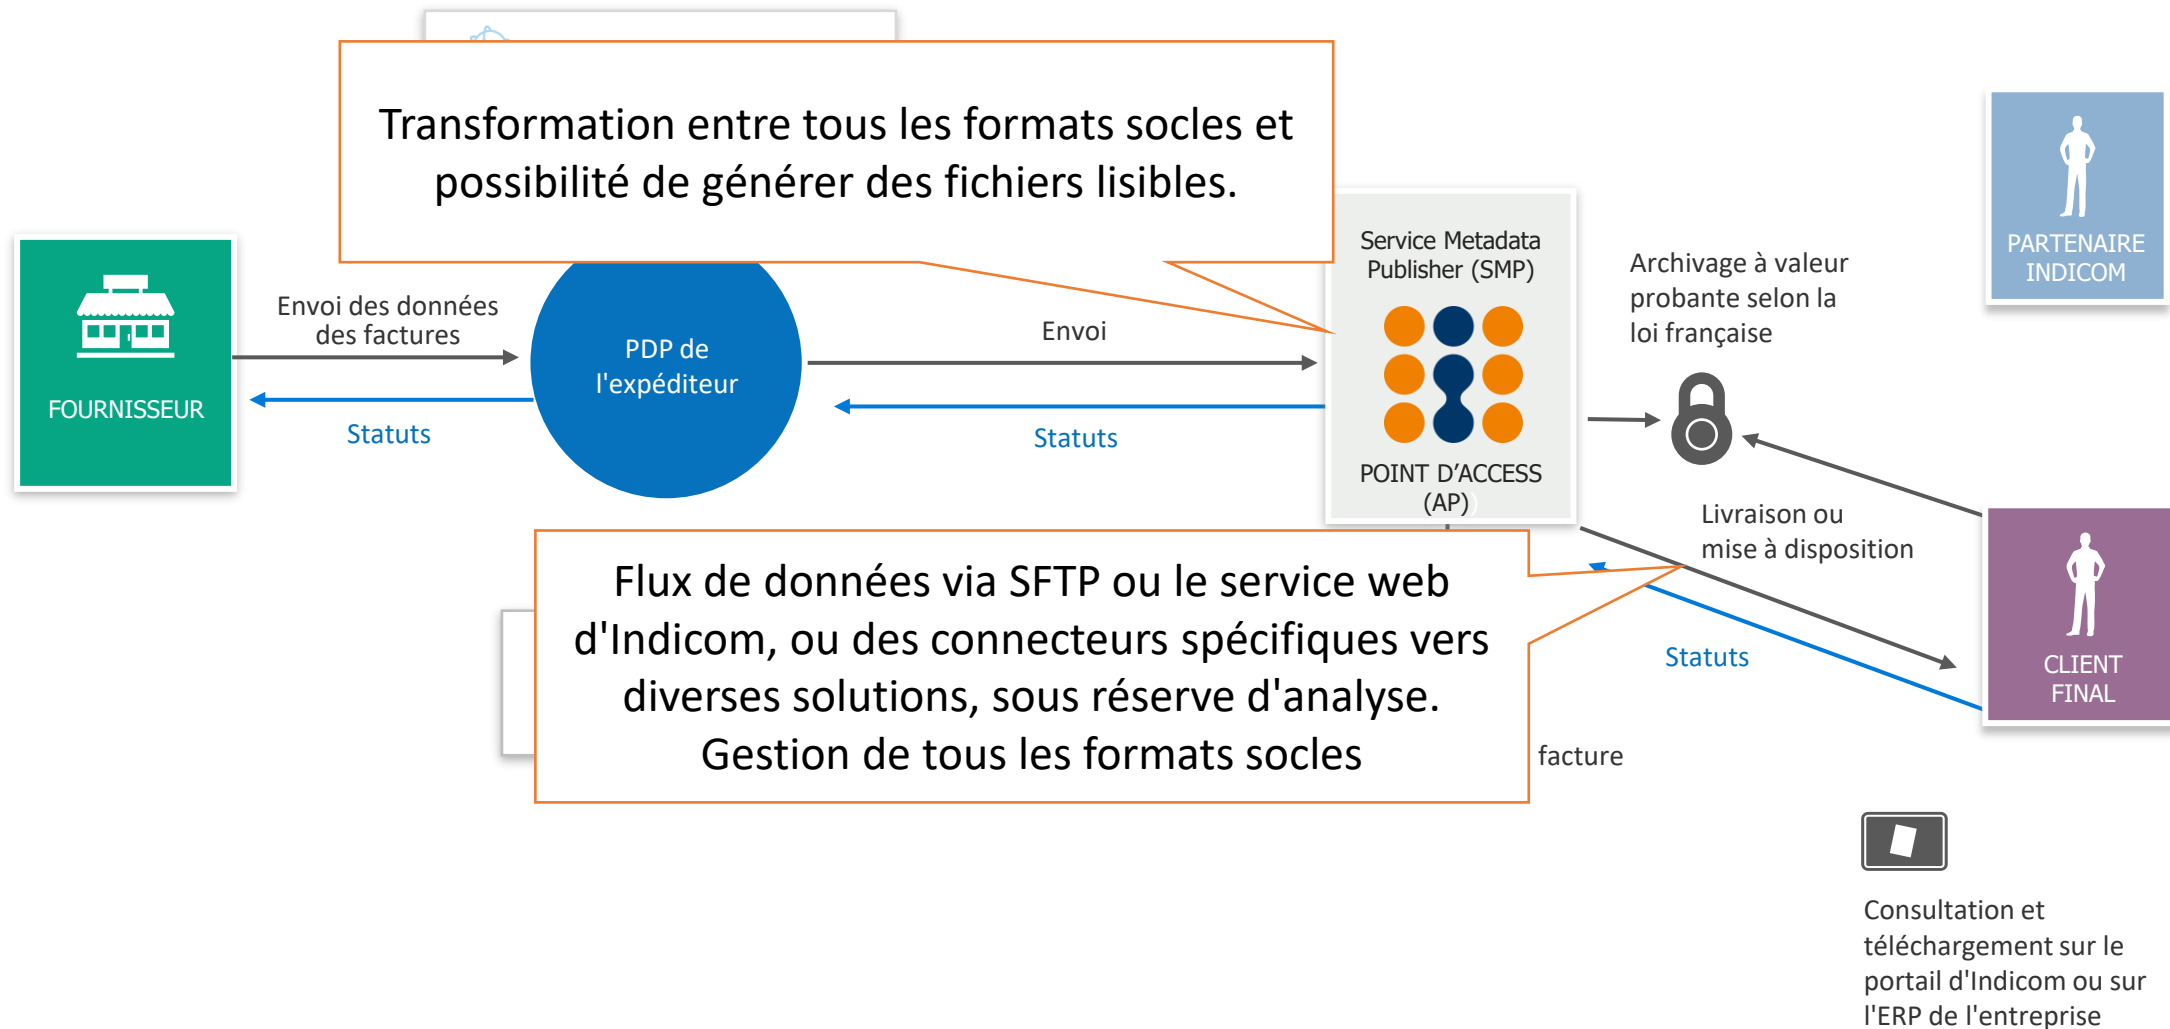 Transformation entre tous les formats socles et
possibilité de générer des fichiers lisibles.
PARTENAIRE
INDICOM
Service Metadata
Publisher (SMP)
POINT D’ACCESS
(AP))
Archivage à valeur
probante selon la
loi française
FOURNISSEUR
Envoi des données
des factures
Statuts
PDP de
l'expéditeur
Envoi
Statuts
Livraison ou
mise à disposition
Statuts
CLIENT
FINAL
Flux de données via SFTP ou le service web
d'Indicom, ou des connecteurs spécifiques vers
diverses solutions, sous réserve d'analyse.
Gestion de tous les formats socles
facture
Consultation et
téléchargement sur le
portail d'Indicom ou sur
l'ERP de l'entreprise